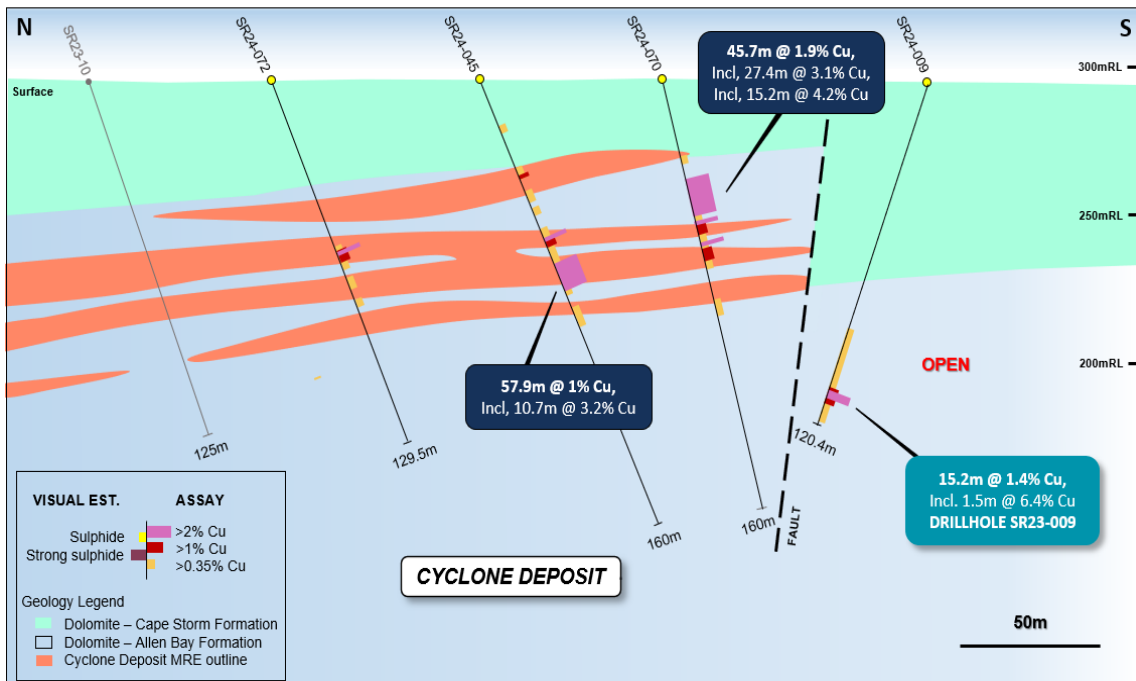 N
S
SR23-10
SR24-072
SR24-045
SR24-070
SR24-009
Surface
300mRL
250mRL
200mRL
45.7m @ 1.9% Cu,
Incl, 27.4m @ 3.1% Cu,
Incl, 15.2m @ 4.2% Cu
57.9m @ 1% Cu,
Incl, 10.7m @ 3.2% Cu
OPEN
15.2m @ 1.4% Cu,
Incl. 1.5m @ 6.4% Cu
DRILLHOLE SR23-009
125m
129.5m
160m
160m
120.4m
FAULT
CYCLONE DEPOSIT
50m
VISUAL EST.
ASSAY
Sulphide
Strong sulphide
>2% Cu
>1% Cu
>0.35% Cu
Geology Legend
Dolomite – Cape Storm Formation
Dolomite – Allen Bay Formation
Cyclone Deposit MRE outline